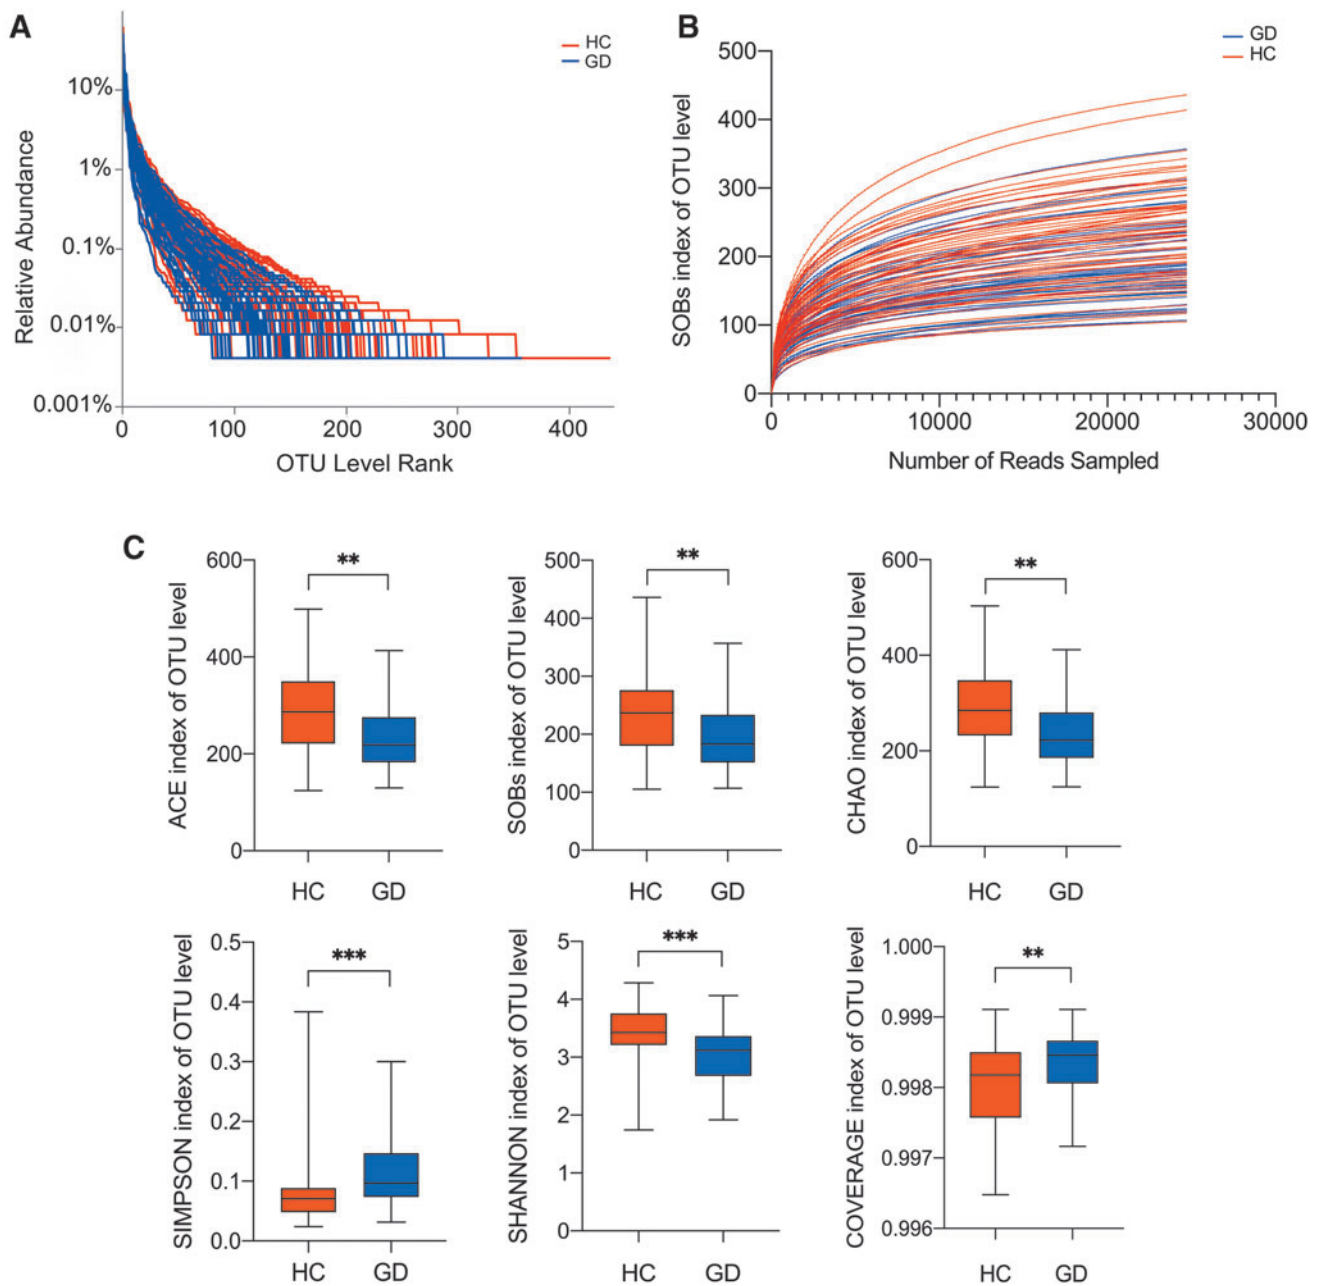 A
HC
GD
Relative Abundance
10%
1%
0.1%
0.01%
0.001%
0
100
200
300
400
OTU Level Rank
B
GD
HC
SOBs index of OTU level
500
400
300
200
100
0
0
10000
20000
30000
Number of Reads Sampled
C
ACE index of OTU level
600
400
200
0
**
HC
GD
SOBs index of OTU level
500
400
300
200
100
0
**
HC
GD
CHAO index of OTU level
600
400
200
0
**
HC
GD
SIMPSON index of OTU level
0.5
0.4
0.3
0.2
0.1
0.0
***
HC
GD
SHANNON index of OTU level
5
4
3
2
1
0
***
HC
GD
COVERAGE index of OTU level
1.000
0.999
0.998
0.997
0.996
**
HC
GD